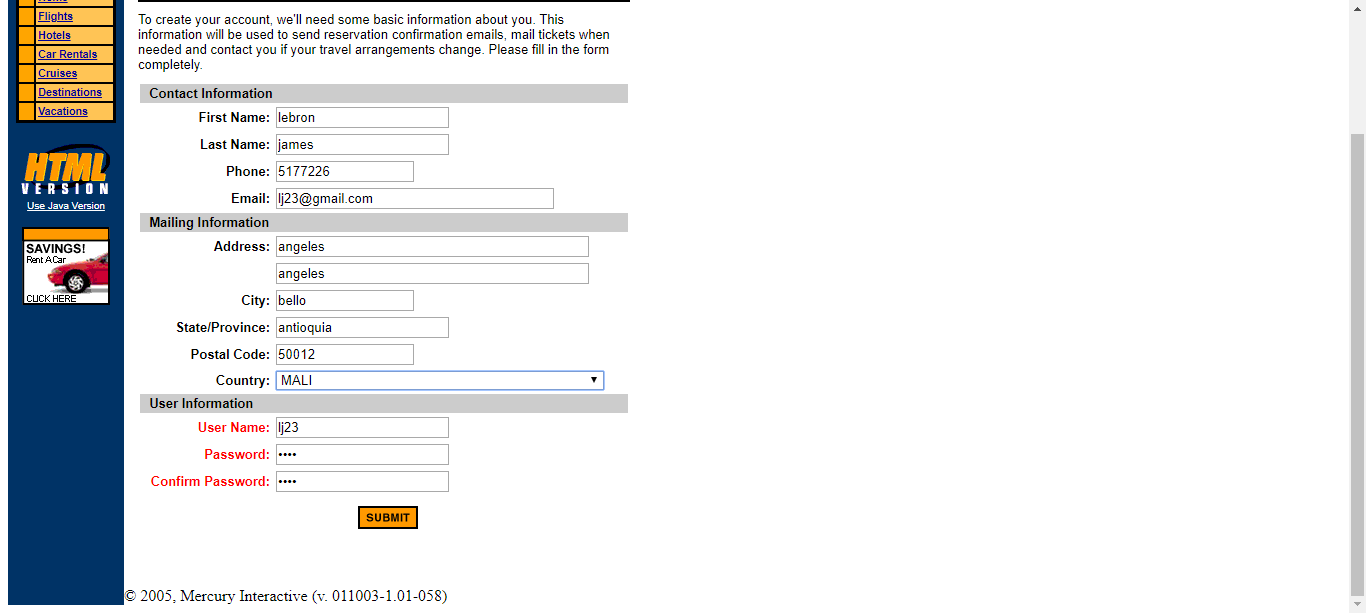 Flights
Hotels
Car Rentals
Cruises
Destinations
Vacations
HTML
VERSION
Use Java Version
SAVINGS!
Rent A Car
CLICK HERE
To create your account, we'll need some basic information about you. This
information will be used to send reservation confirmation emails, mail tickets when
needed and contact you if your travel arrangements change. Please fill in the form
completely.
Contact Information
First Name: lebron
Last Name: james
Phone: 5177226
Email: lj23@gmail.com
Mailing Information
Address: angeles
angeles
City: bello
State/Province: antioquia
Postal Code: 50012
Country: MALI
User Information
User Name: lj23
Password: ••••
Confirm Password: ••••
SUBMIT
© 2005, Mercury Interactive (v. 011003-1.01-058)